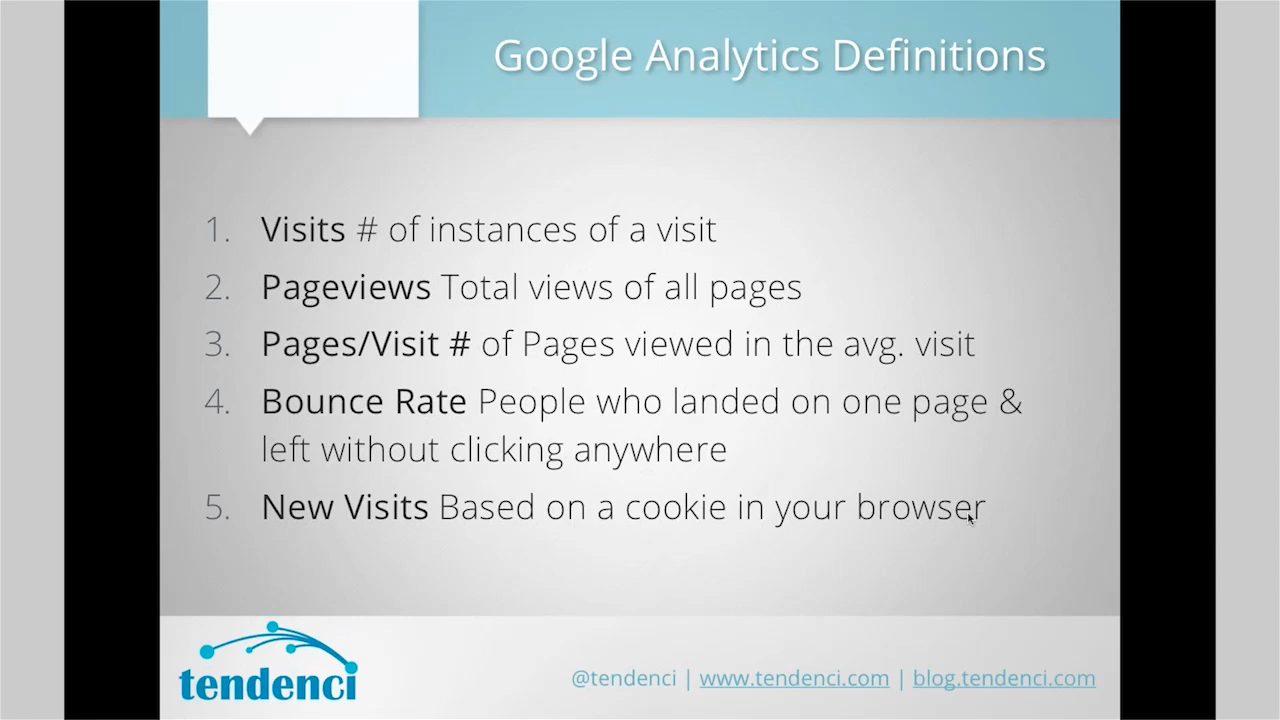 Google Analytics Definitions
1. Visits # of instances of a visit
2. Pageviews Total views of all pages
3. Pages/Visit # of Pages viewed in the avg. visit
4. Bounce Rate People who landed on one page &
left without clicking anywhere
5. New Visits Based on a cookie in your browser
tendenci
@tendenci | www.tendenci.com | blog.tendenci.com